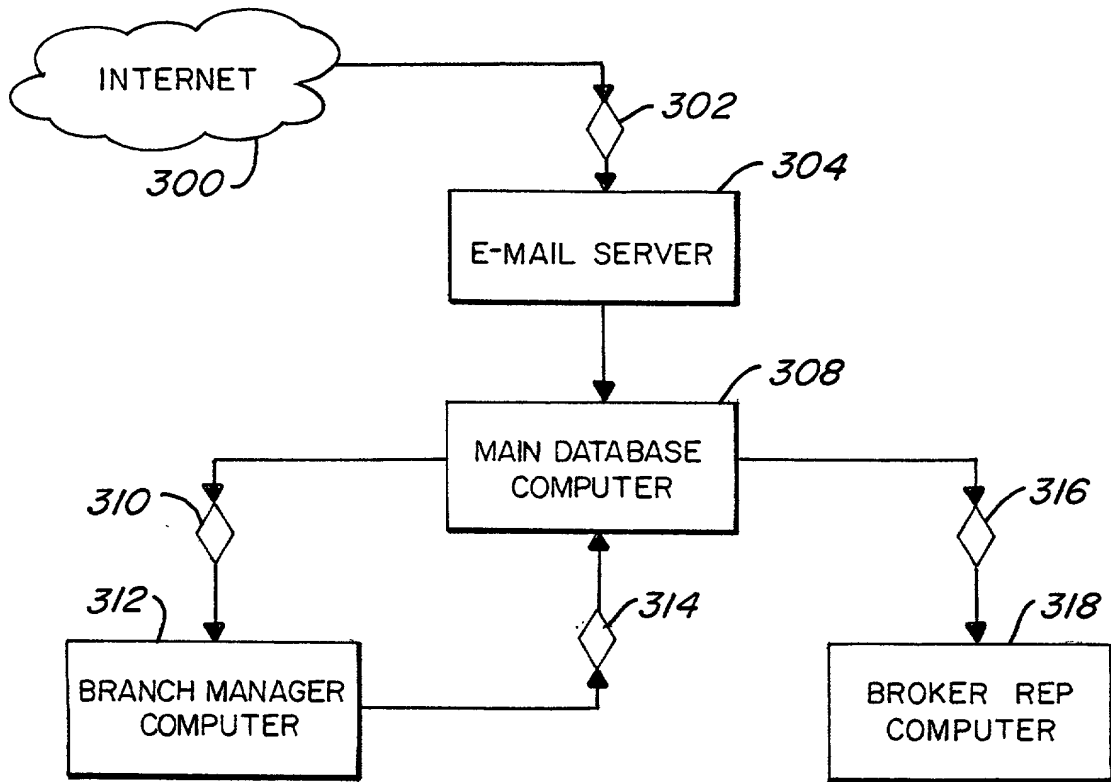 INTERNET
300
302
304
E-MAIL SERVER
308
MAIN DATABASE
COMPUTER
310
316
312
314
318
BRANCH MANAGER
COMPUTER
BROKER REP
COMPUTER